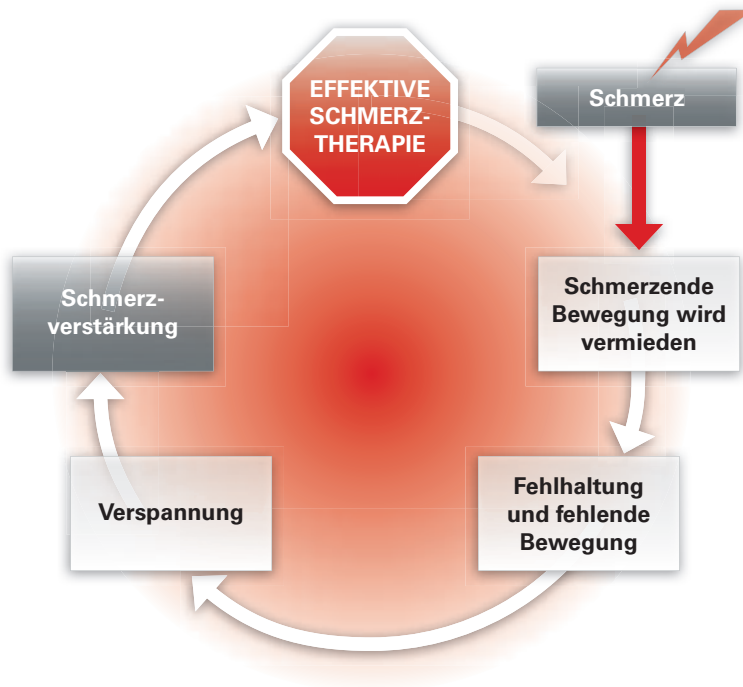 EFFEKTIVE
SCHMERZ-
THERAPIE
Schmerz
Schmerzende
Bewegung wird
vermieden
Fehlhaltung
und fehlende
Bewegung
Verspannung
Schmerz-
verstärkung